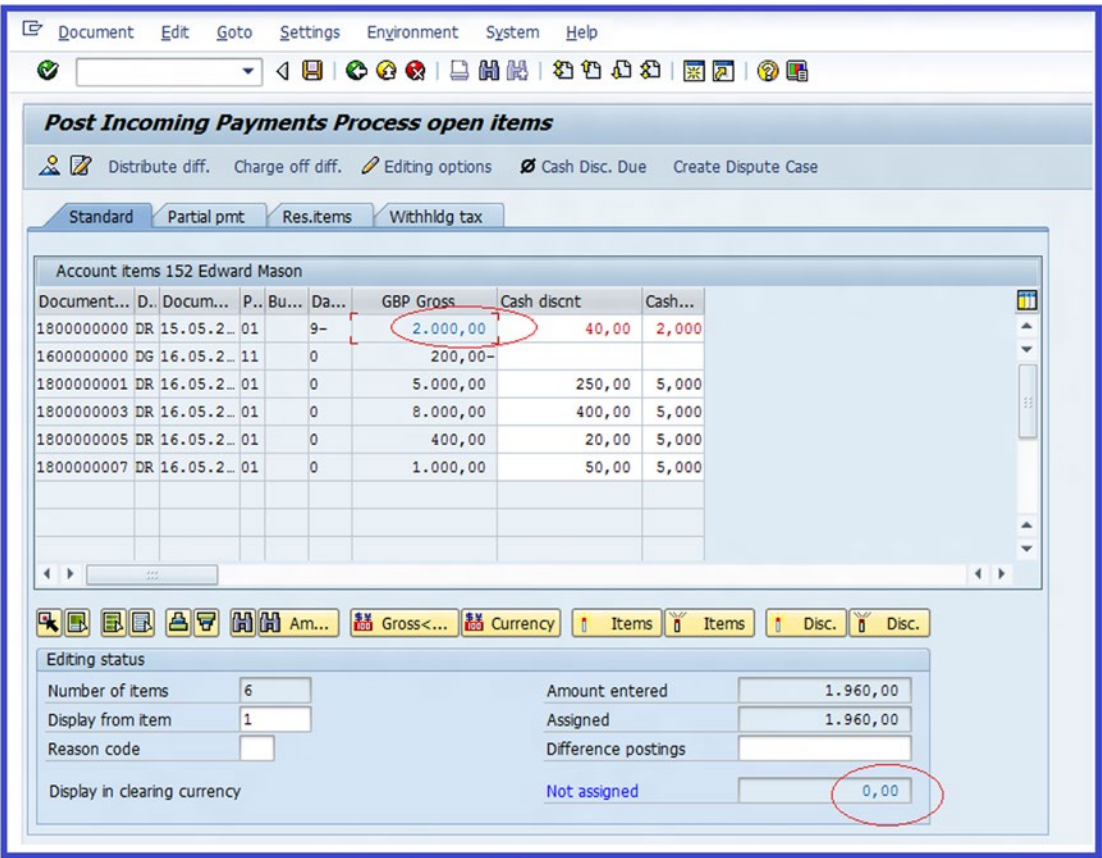 Document Edit Goto Settings Environment System Help
Post Incoming Payments Process open items
Distribute diff. Charge off diff. Editing options Cash Disc. Due Create Dispute Case
Standard Partial pmt Res.items Withhldg tax
Account items 152 Edward Mason
Document... D.. Docum... P.. Bu... Da... GBP Gross Cash discnt Cash...
1800000000 DR 15.05.2… 01 9- 2.000,00 40,00 2,000
1600000000 DG 16.05.2… 11 0 200,00-
1800000001 DR 16.05.2… 01 0 5.000,00 250,00 5,000
1800000003 DR 16.05.2… 01 0 8.000,00 400,00 5,000
1800000005 DR 16.05.2… 01 0 400,00 20,00 5,000
1800000007 DR 16.05.2… 01 0 1.000,00 50,00 5,000
Am... Gross<... Currency Items Items Disc. Disc.
Editing status
Number of items 6 Amount entered 1.960,00
Display from item 1 Assigned 1.960,00
Reason code Difference postings
Display in clearing currency Not assigned 0,00